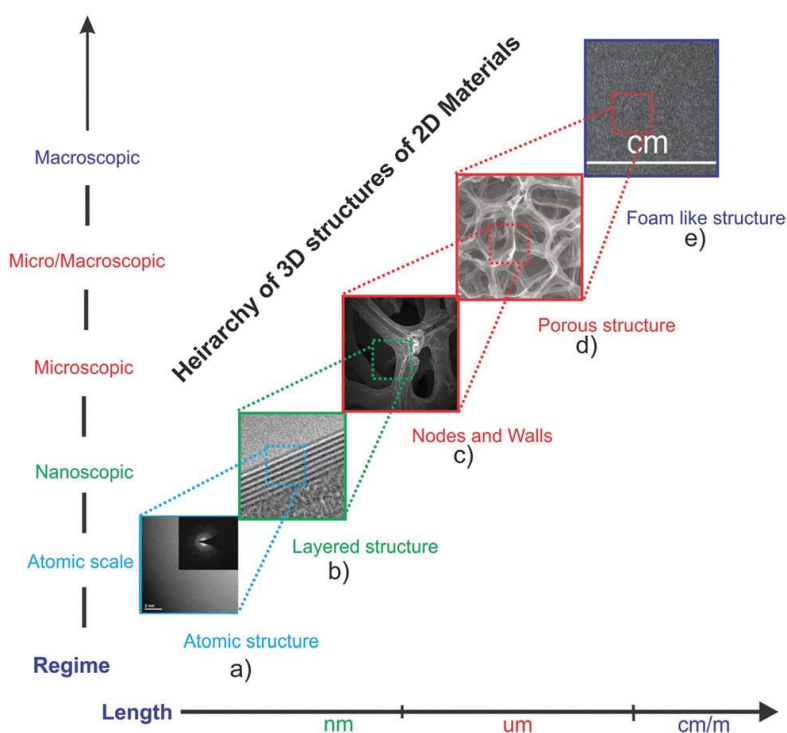 Macroscopic
Micro/Macroscopic
Microscopic
Nanoscopic
Atomic scale
Regime
Heirarchy of 3D structures of 2D Materials
cm
Foam like structure
e)
Porous structure
d)
Nodes and Walls
c)
Layered structure
b)
2 nm
Atomic structure
a)
Length
nm
um
cm/m